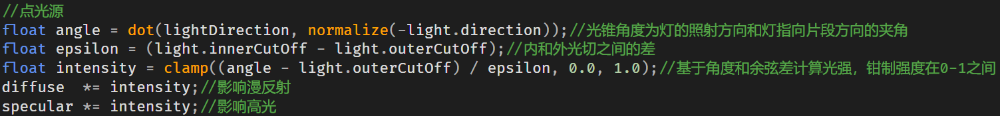 //点光源
float angle = dot(lightDirection, normalize(-light.direction));//光锥角度为灯的照射方向和灯指向片段方向的夹角
float epsilon = (light.innerCutOff - light.outerCutOff);//内和外光切之间的差
float intensity = clamp((angle - light.outerCutOff) / epsilon, 0.0, 1.0);//基于角度和余弦差计算光强，钳制强度在0-1之间
diffuse  *= intensity;//影响漫反射
specular *= intensity;//影响高光